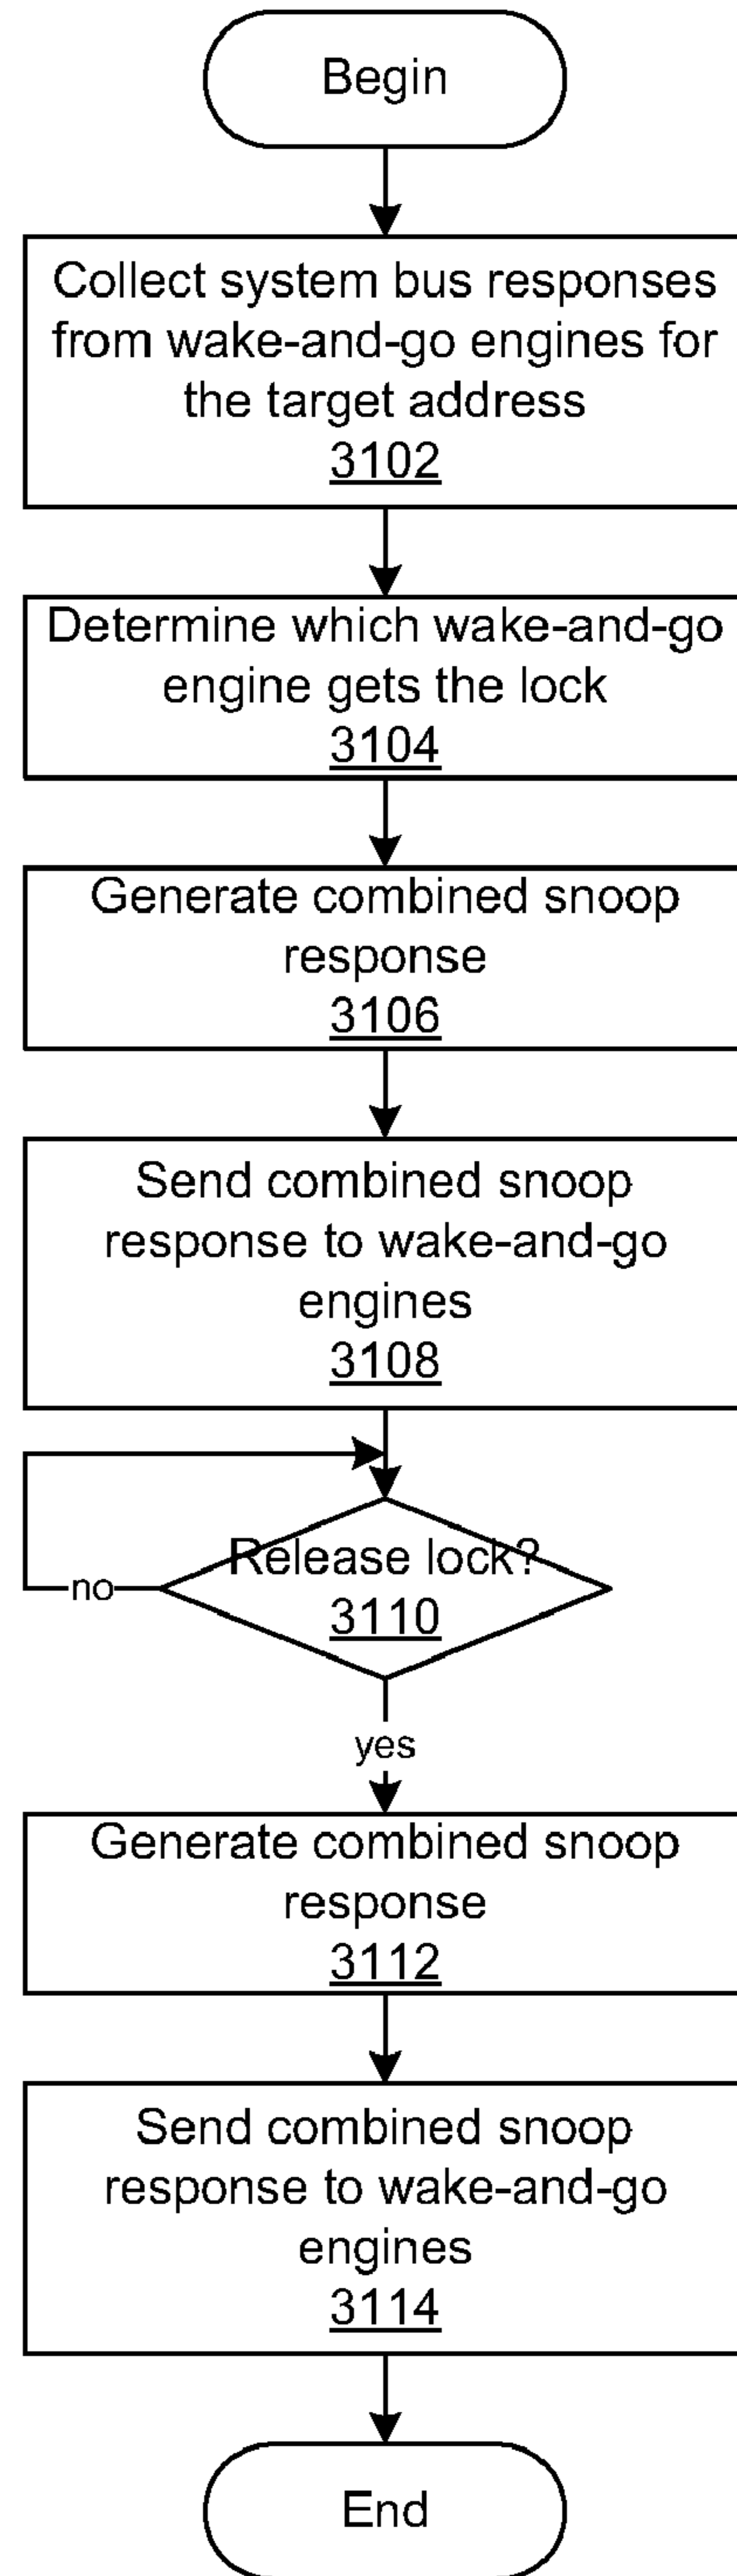 Begin
Collect system bus responses
from wake-and-go engines for
the target address
3102
Determine which wake-and-go
engine gets the lock
3104
Generate combined snoop
response
3106
Send combined snoop
response to wake-and-go
engines
3108
Release lock?
3110
no
yes
Generate combined snoop
response
3112
Send combined snoop
response to wake-and-go
engines
3114
End